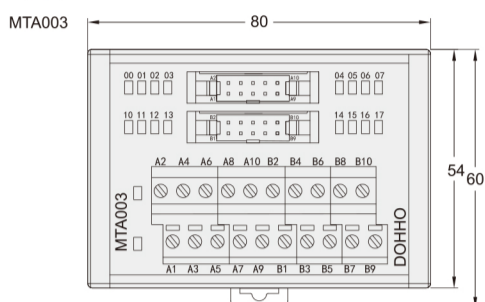 MTA003
80
00 01 02 03
A2 A10
A1 A9
04 05 06 07
10 11 12 13
B2 B10
B1 B9
14 15 16 17
A2 A4 A6 A8 A10 B2 B4 B6 B8 B10
MTA003
DOHHO
A1 A3 A5 A7 A9 B1 B3 B5 B7 B9
54
60